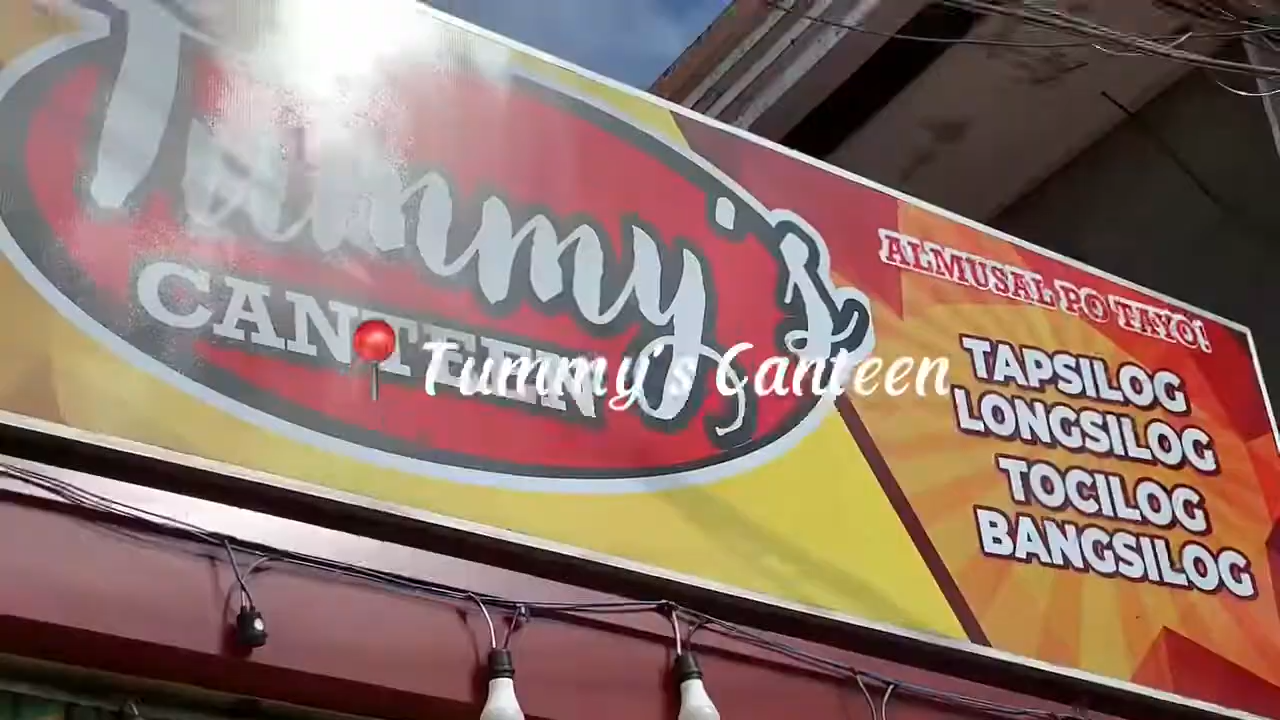 Tummy's
CANTEEN
📍 Tummy's Canteen
ALMUSAL PO TAYO!
TAPSILOG
LONGSILOG
TOCILOG
BANGSILOG